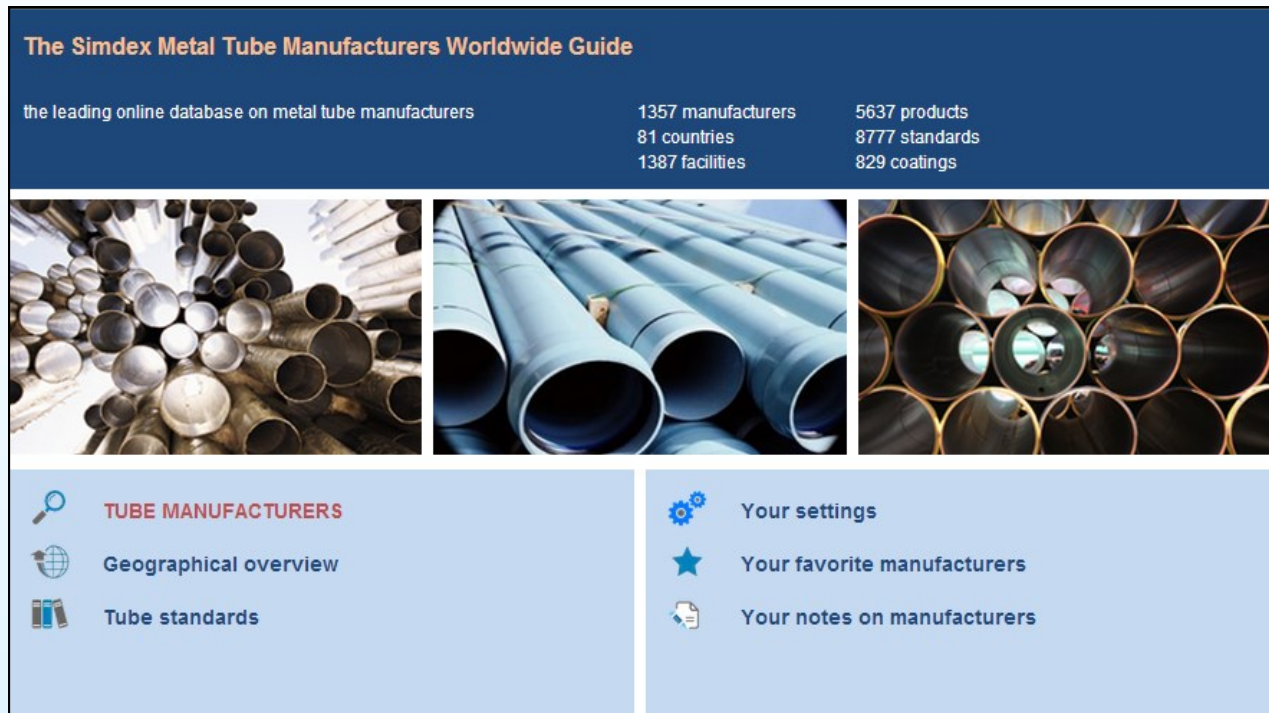 The Simdex Metal Tube Manufacturers Worldwide Guide
the leading online database on metal tube manufacturers
1357 manufacturers
81 countries
1387 facilities
5637 products
8777 standards
829 coatings
TUBE MANUFACTURERS
Geographical overview
Tube standards
Your settings
Your favorite manufacturers
Your notes on manufacturers